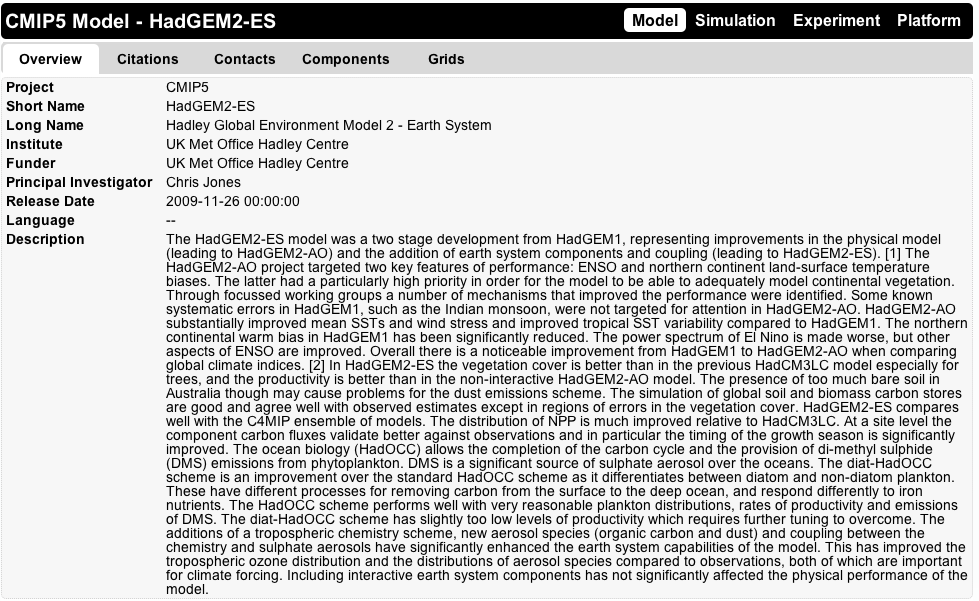 CMIP5 Model - HadGEM2-ES Model Simulation Experiment Platform
Overview Citations Contacts Components Grids
Project CMIP5
Short Name HadGEM2-ES
Long Name Hadley Global Environment Model 2 - Earth System
Institute UK Met Office Hadley Centre
Funder UK Met Office Hadley Centre
Principal Investigator Chris Jones
Release Date 2009-11-26 00:00:00
Language --
Description The HadGEM2-ES model was a two stage development from HadGEM1, representing improvements in the physical model
(leading to HadGEM2-AO) and the addition of earth system components and coupling (leading to HadGEM2-ES). [1] The
HadGEM2-AO project targeted two key features of performance: ENSO and northern continent land-surface temperature
biases. The latter had a particularly high priority in order for the model to be able to adequately model continental vegetation.
Through focussed working groups a number of mechanisms that improved the performance were identified. Some known
systematic errors in HadGEM1, such as the Indian monsoon, were not targeted for attention in HadGEM2-AO. HadGEM2-AO
substantially improved mean SSTs and wind stress and improved tropical SST variability compared to HadGEM1. The northern
continental warm bias in HadGEM1 has been significantly reduced. The power spectrum of El Nino is made worse, but other
aspects of ENSO are improved. Overall there is a noticeable improvement from HadGEM1 to HadGEM2-AO when comparing
global climate indices. [2] In HadGEM2-ES the vegetation cover is better than in the previous HadCM3LC model especially for
trees, and the productivity is better than in the non-interactive HadGEM2-AO model. The presence of too much bare soil in
Australia though may cause problems for the dust emissions scheme. The simulation of global soil and biomass carbon stores
are good and agree well with observed estimates except in regions of errors in the vegetation cover. HadGEM2-ES compares
well with the C4MIP ensemble of models. The distribution of NPP is much improved relative to HadCM3LC. At a site level the
component carbon fluxes validate better against observations and in particular the timing of the growth season is significantly
improved. The ocean biology (HadOCC) allows the completion of the carbon cycle and the provision of di-methyl sulphide
(DMS) emissions from phytoplankton. DMS is a significant source of sulphate aerosol over the oceans. The diat-HadOCC
scheme is an improvement over the standard HadOCC scheme as it differentiates between diatom and non-diatom plankton.
These have different processes for removing carbon from the surface to the deep ocean, and respond differently to iron
nutrients. The HadOCC scheme performs well with very reasonable plankton distributions, rates of productivity and emissions
of DMS. The diat-HadOCC scheme has slightly too low levels of productivity which requires further tuning to overcome. The
additions of a tropospheric chemistry scheme, new aerosol species (organic carbon and dust) and coupling between the
chemistry and sulphate aerosols have significantly enhanced the earth system capabilities of the model. This has improved the
tropospheric ozone distribution and the distributions of aerosol species compared to observations, both of which are important
for climate forcing. Including interactive earth system components has not significantly affected the physical performance of the
model.